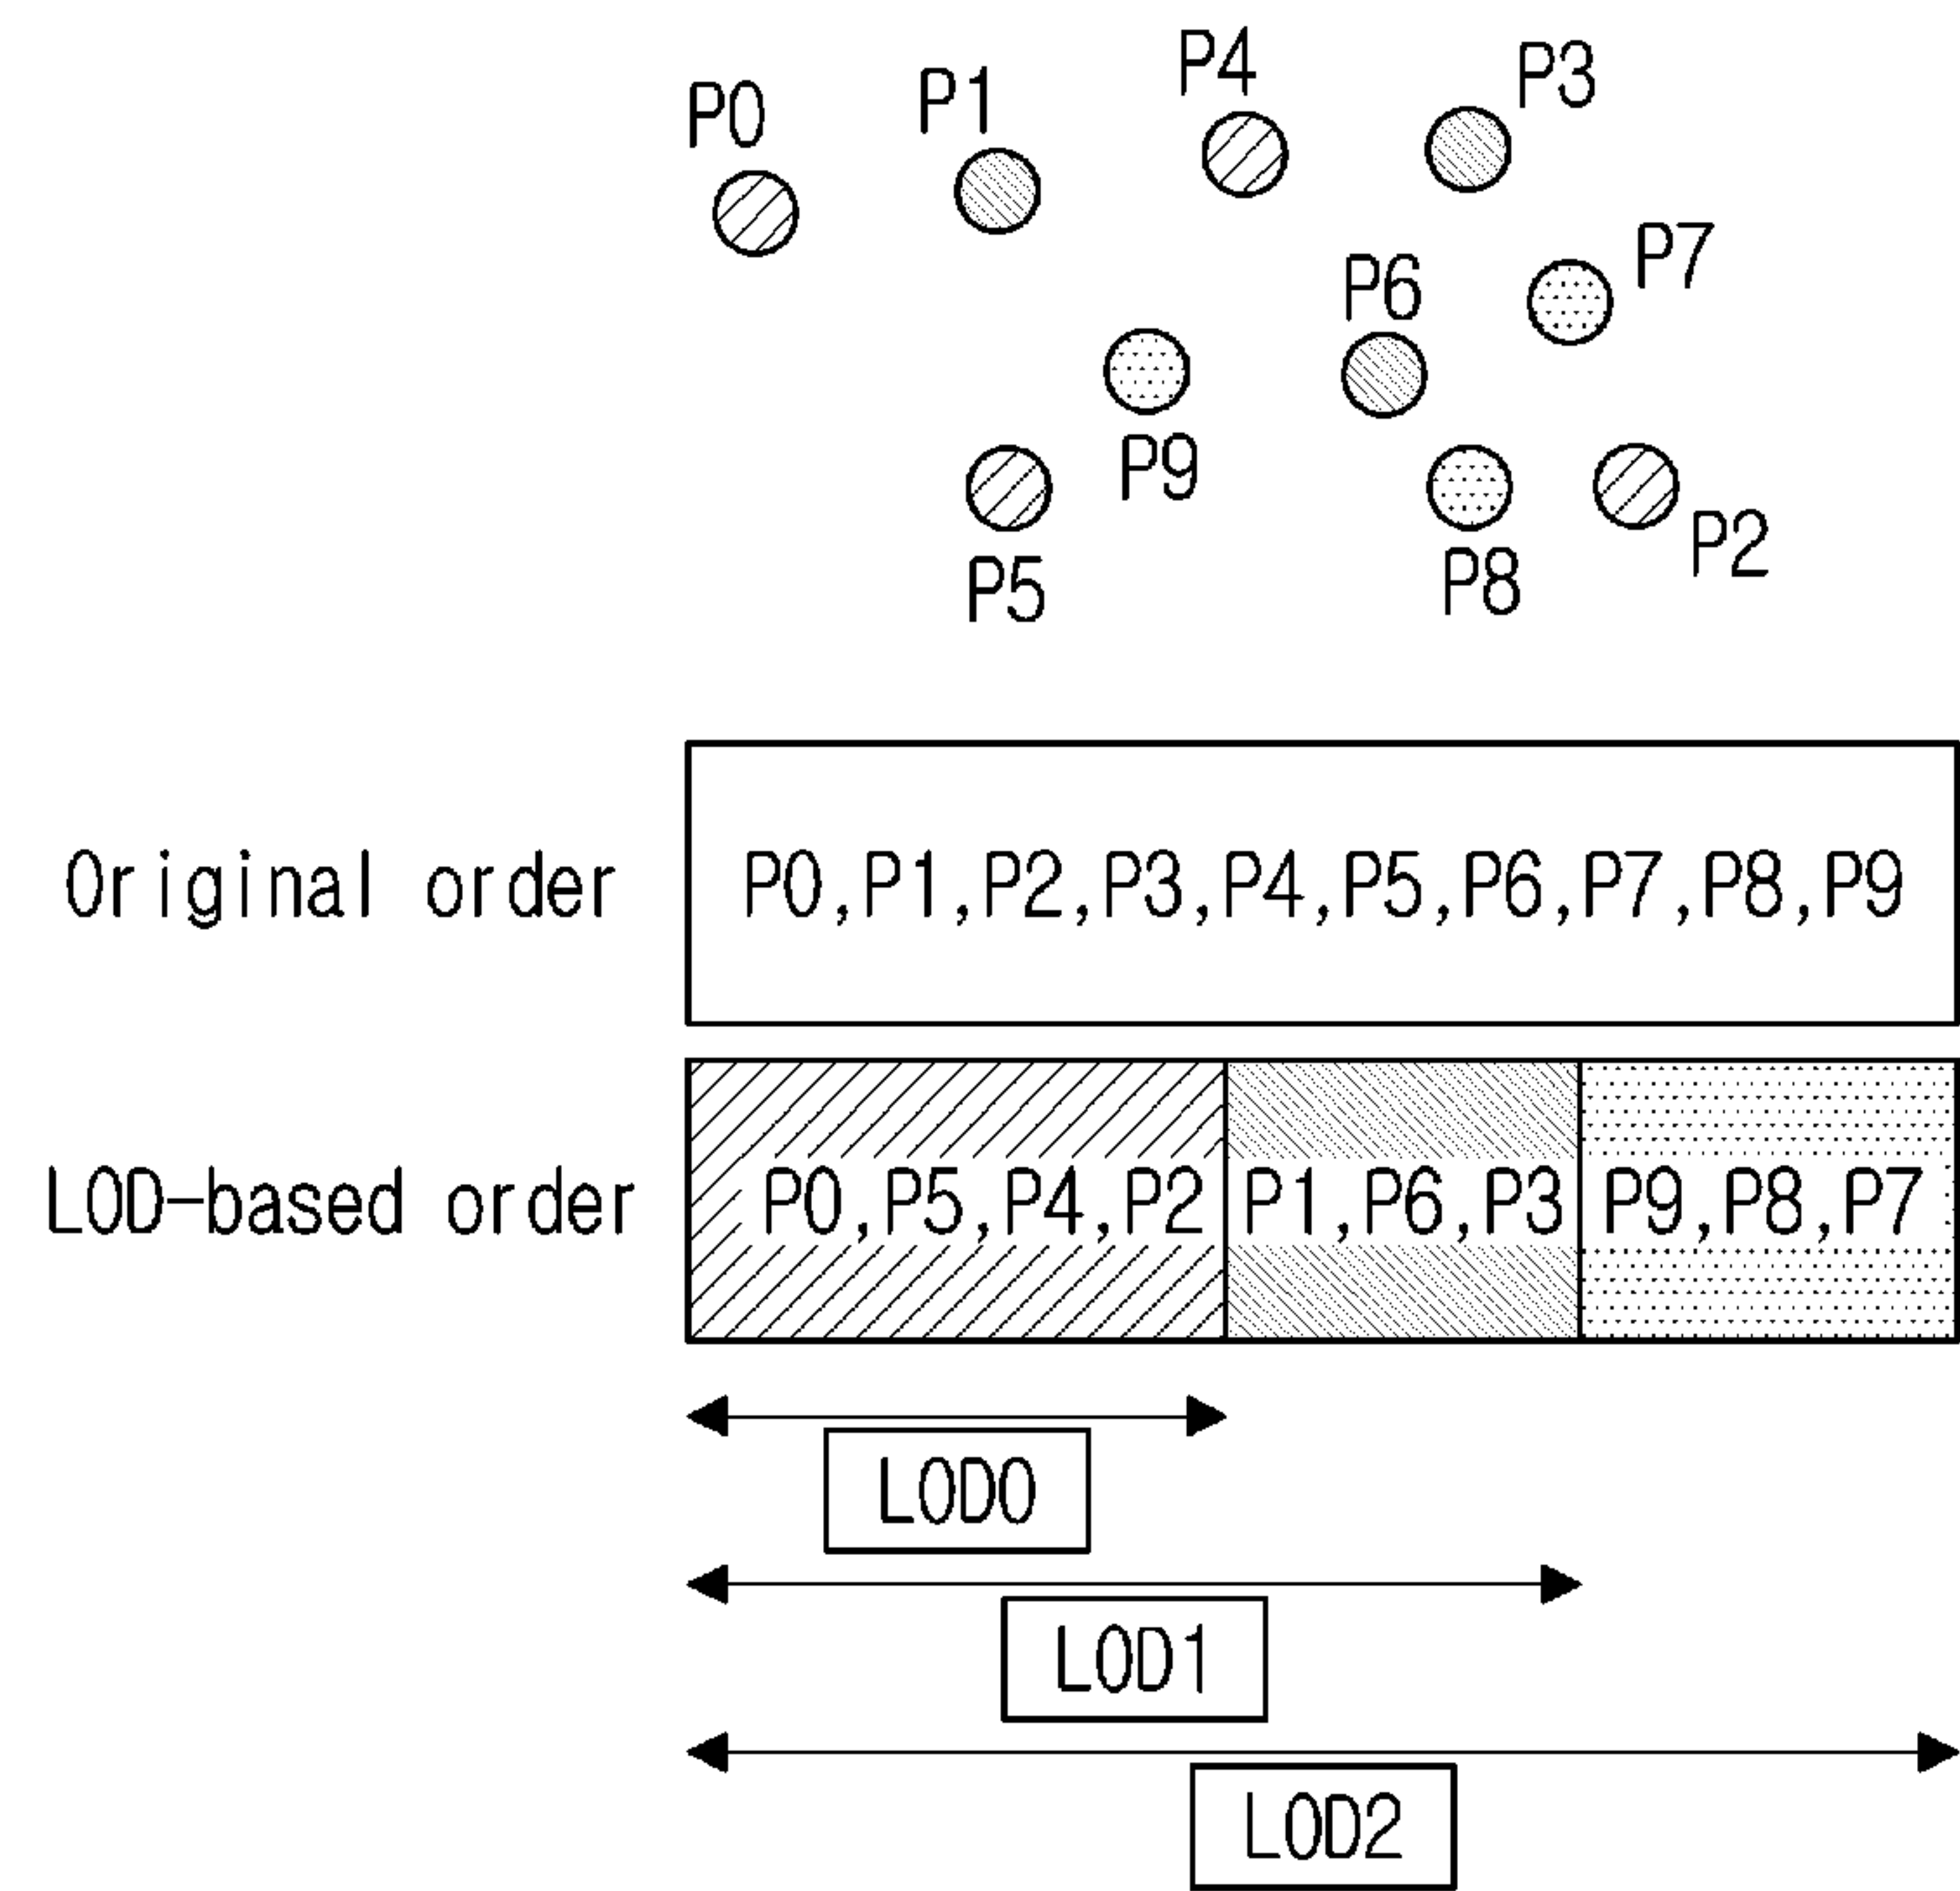 P0
P1
P4
P3
P7
P6
P9
P5
P8
P2
Original order
P0,P1,P2,P3,P4,P5,P6,P7,P8,P9
LOD-based order
P0,P5,P4,P2
P1,P6,P3
P9,P8,P7
LOD0
LOD1
LOD2